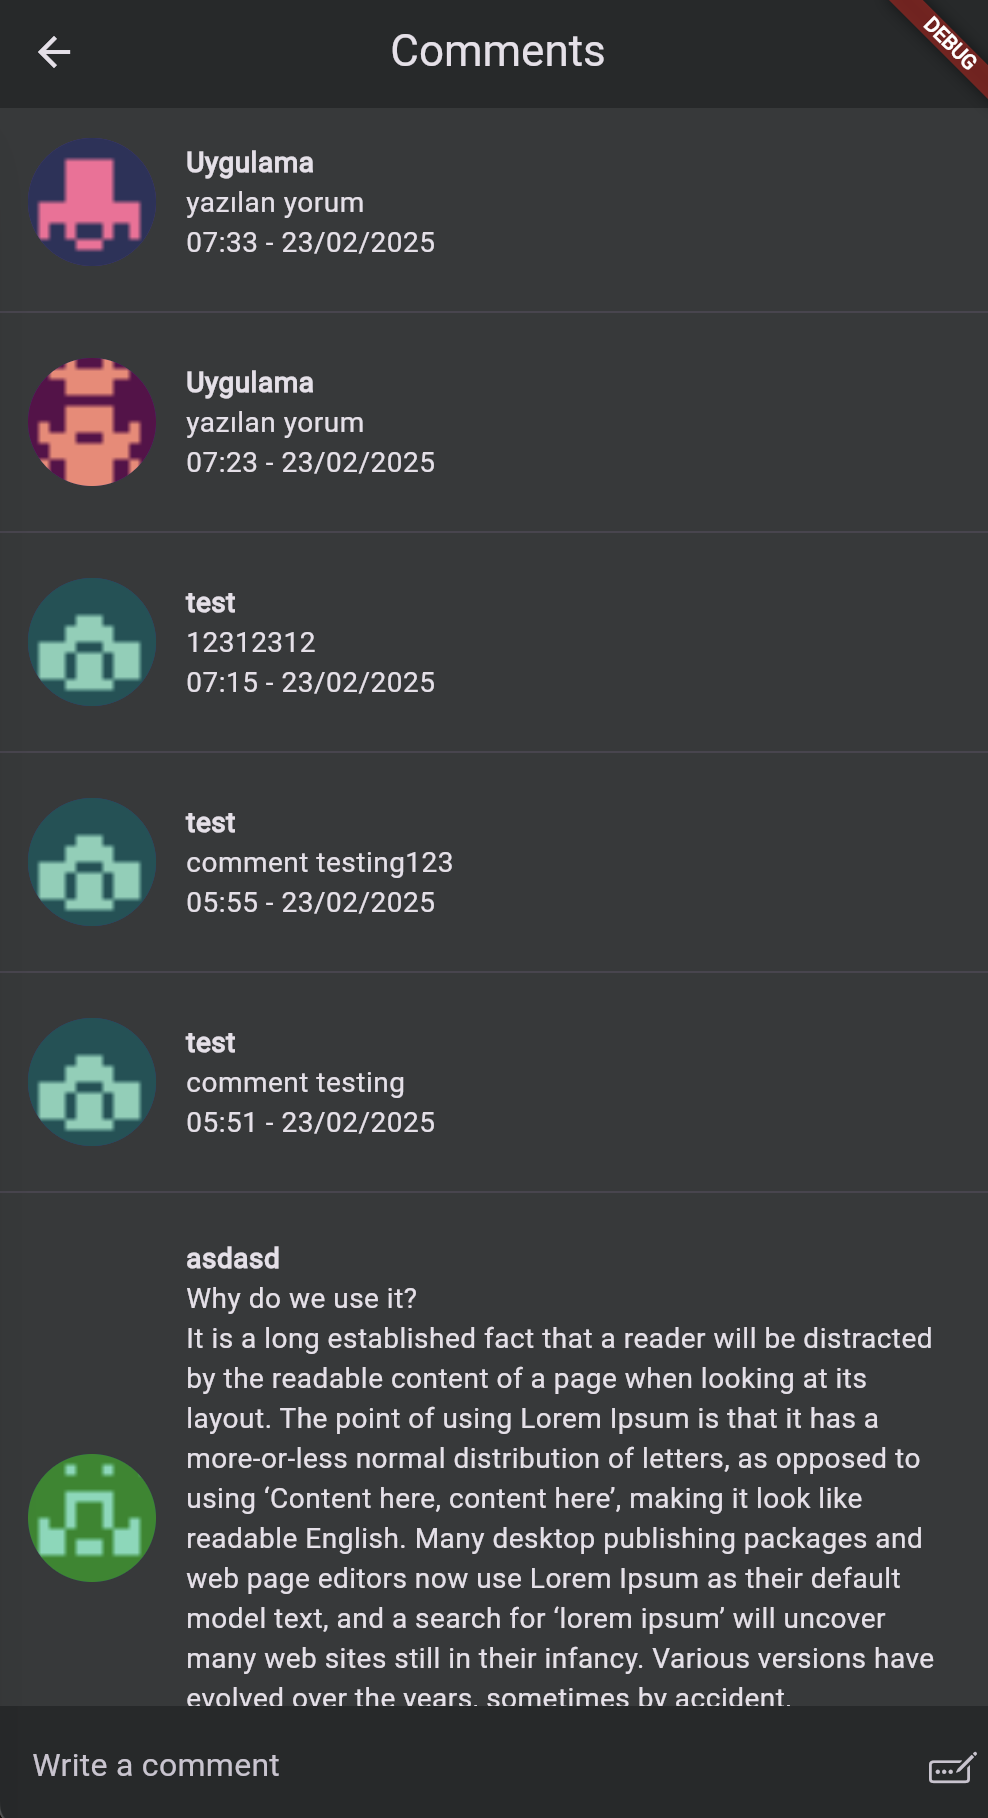 Comments
DEBUG
Uygulama
yazılan yorum
07:33 - 23/02/2025
Uygulama
yazılan yorum
07:23 - 23/02/2025
test
12312312
07:15 - 23/02/2025
test
comment testing123
05:55 - 23/02/2025
test
comment testing
05:51 - 23/02/2025
asdasd
Why do we use it?
It is a long established fact that a reader will be distracted
by the readable content of a page when looking at its
layout. The point of using Lorem Ipsum is that it has a
more-or-less normal distribution of letters, as opposed to
using ‘Content here, content here’, making it look like
readable English. Many desktop publishing packages and
web page editors now use Lorem Ipsum as their default
model text, and a search for ‘lorem ipsum’ will uncover
many web sites still in their infancy. Various versions have
evolved over the years, sometimes by accident,
Write a comment